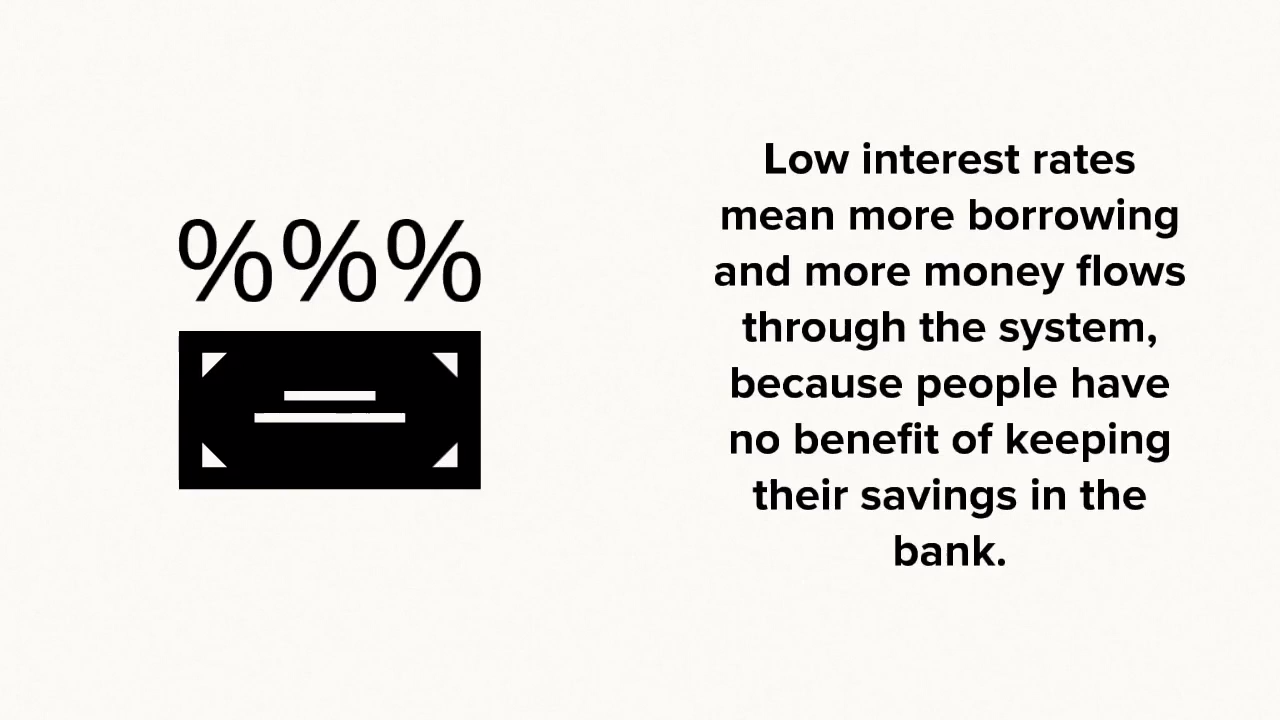 %%%
Low interest rates
mean more borrowing
and more money flows
through the system,
because people have
no benefit of keeping
their savings in the
bank.